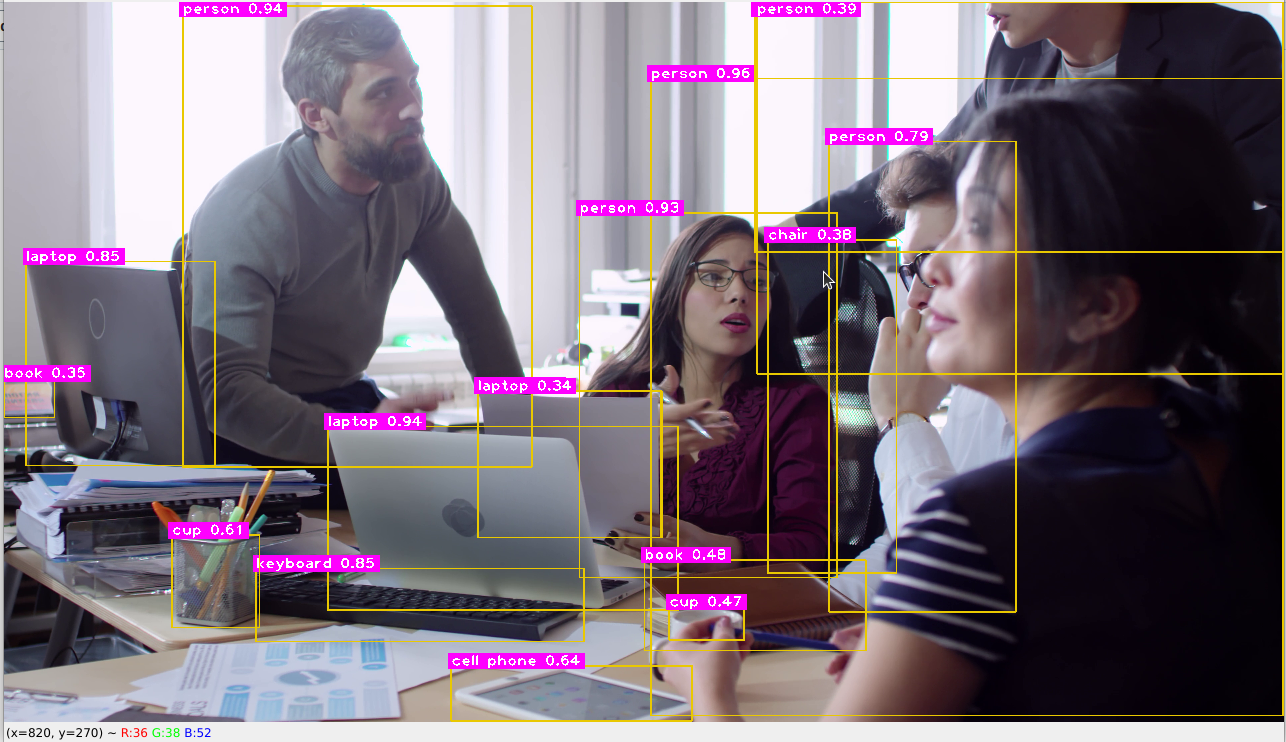 person 0.94
person 0.39
person 0.96
person 0.79
person 0.93
chair 0.38
laptop 0.85
book 0.35
laptop 0.34
laptop 0.94
cup 0.61
book 0.48
keyboard 0.85
cup 0.47
cell phone 0.64
(x=820, y=270) ~ R:36 G:38 B:52